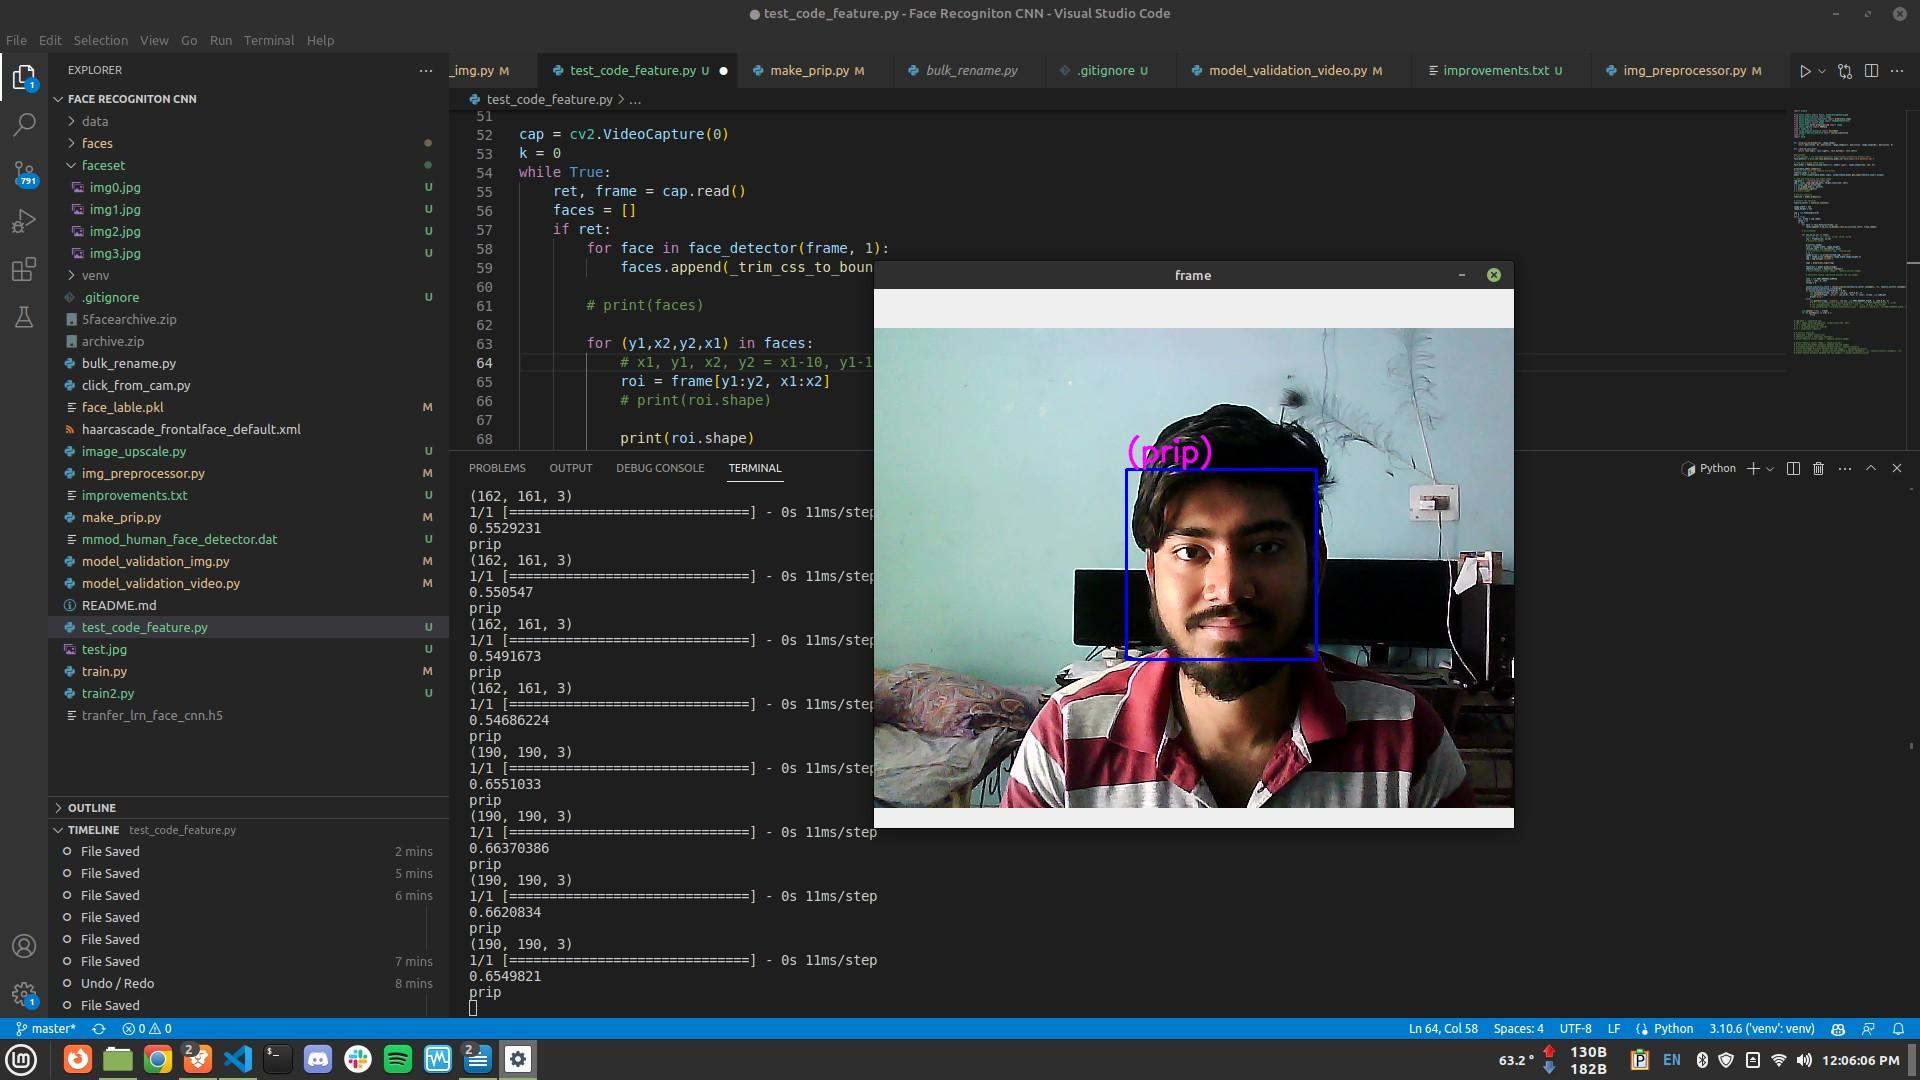 test_code_feature.py - Face Recogniton CNN - Visual Studio Code
File Edit Selection View Go Run Terminal Help
EXPLORER
FACE RECOGNITON CNN
data
faces
faceset
img0.jpg U
img1.jpg U
img2.jpg U
img3.jpg U
venv
.gitignore U
5facearchive.zip
archive.zip
bulk_rename.py
click_from_cam.py
face_lable.pkl M
haarcascade_frontalface_default.xml
image_upscale.py U
img_preprocessor.py M
improvements.txt U
make_prip.py M
mmod_human_face_detector.dat U
model_validation_img.py M
model_validation_video.py M
README.md
test_code_feature.py U
test.jpg U
train.py M
train2.py U
tranfer_lrn_face_cnn.h5
OUTLINE
TIMELINE test_code_feature.py
File Saved 2 mins
File Saved 5 mins
File Saved 6 mins
File Saved
File Saved
File Saved 7 mins
Undo / Redo 8 mins
File Saved
1
791
1
_img.py M test_code_feature.py U make_prip.py M bulk_rename.py .gitignore U model_validation_video.py M improvements.txt U img_preprocessor.py M
test_code_feature.py > ...
51
52 cap = cv2.VideoCapture(0)
53 k = 0
54 while True:
55 ret, frame = cap.read()
56 faces = []
57 if ret:
58 for face in face_detector(frame, 1):
59 faces.append(_trim_css_to_boun
60
61 # print(faces)
62
63 for (y1,x2,y2,x1) in faces:
64 # x1, y1, x2, y2 = x1-10, y1-1
65 roi = frame[y1:y2, x1:x2]
66 # print(roi.shape)
67
68 print(roi.shape)
PROBLEMS OUTPUT DEBUG CONSOLE TERMINAL
Python
(162, 161, 3)
1/1 [==============================] - 0s 11ms/step
0.5529231
prip
(162, 161, 3)
1/1 [==============================] - 0s 11ms/step
0.550547
prip
(162, 161, 3)
1/1 [==============================] - 0s 11ms/step
0.5491673
prip
(162, 161, 3)
1/1 [==============================] - 0s 11ms/step
0.54686224
prip
(190, 190, 3)
1/1 [==============================] - 0s 11ms/step
0.6551033
prip
(190, 190, 3)
1/1 [==============================] - 0s 11ms/step
0.66370386
prip
(190, 190, 3)
1/1 [==============================] - 0s 11ms/step
0.6620834
prip
(190, 190, 3)
1/1 [==============================] - 0s 11ms/step
0.6549821
prip
frame
(prip)
master* 0 0
Ln 64, Col 58 Spaces: 4 UTF-8 LF Python 3.10.6 ('venv': venv)
2
2
63.2 °
130B
182B
EN
12:06:06 PM